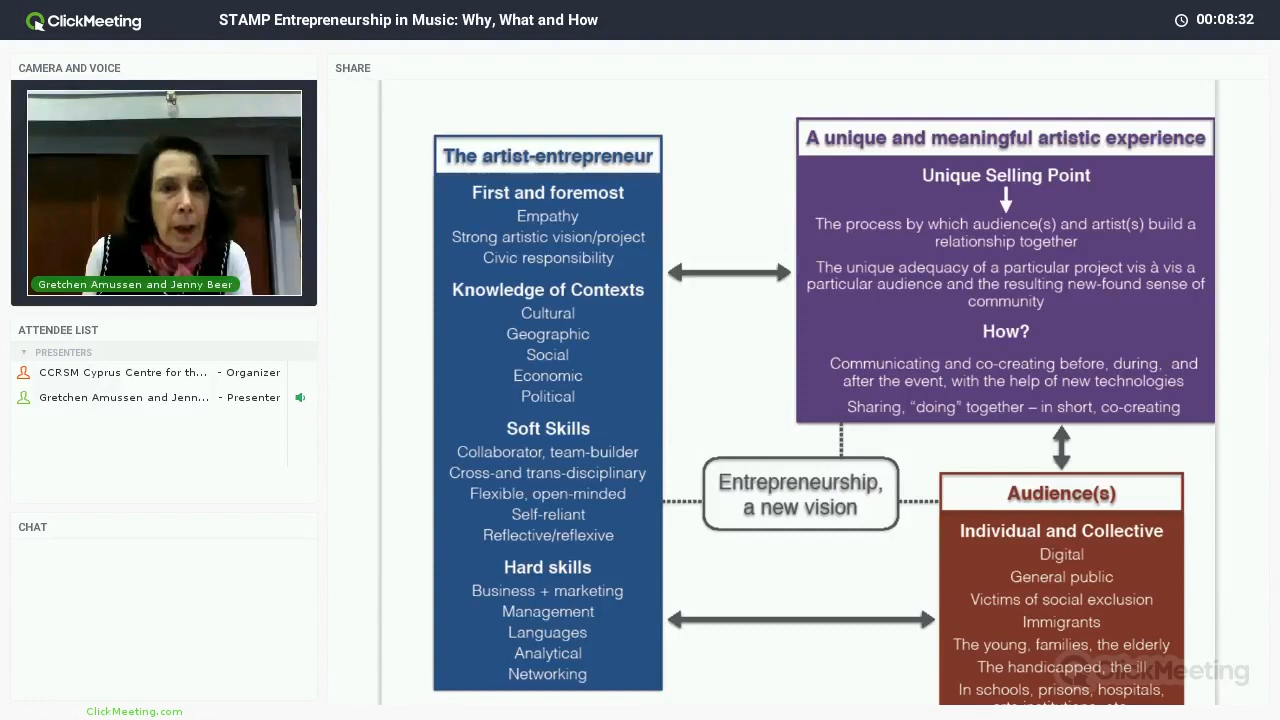 ClickMeeting
STAMP Entrepreneurship in Music: Why, What and How
00:08:32
CAMERA AND VOICE
Gretchen Amussen and Jenny Beer
ATTENDEE LIST
PRESENTERS
CCRSM Cyprus Centre for th... - Organizer
Gretchen Amussen and Jenn... - Presenter
CHAT
ClickMeeting.com
SHARE
The artist-entrepreneur
First and foremost
Empathy
Strong artistic vision/project
Civic responsibility
Knowledge of Contexts
Cultural
Geographic
Social
Economic
Political
Soft Skills
Collaborator, team-builder
Cross-and trans-disciplinary
Flexible, open-minded
Self-reliant
Reflective/reflexive
Hard skills
Business + marketing
Management
Languages
Analytical
Networking
A unique and meaningful artistic experience
Unique Selling Point
The process by which audience(s) and artist(s) build a
relationship together
The unique adequacy of a particular project vis à vis a
particular audience and the resulting new-found sense of
community
How?
Communicating and co-creating before, during, and
after the event, with the help of new technologies
Sharing, “doing” together – in short, co-creating
Entrepreneurship,
a new vision
Audience(s)
Individual and Collective
Digital
General public
Victims of social exclusion
Immigrants
The young, families, the elderly
The handicapped, the ill
In schools, prisons, hospitals,
ClickMeeting